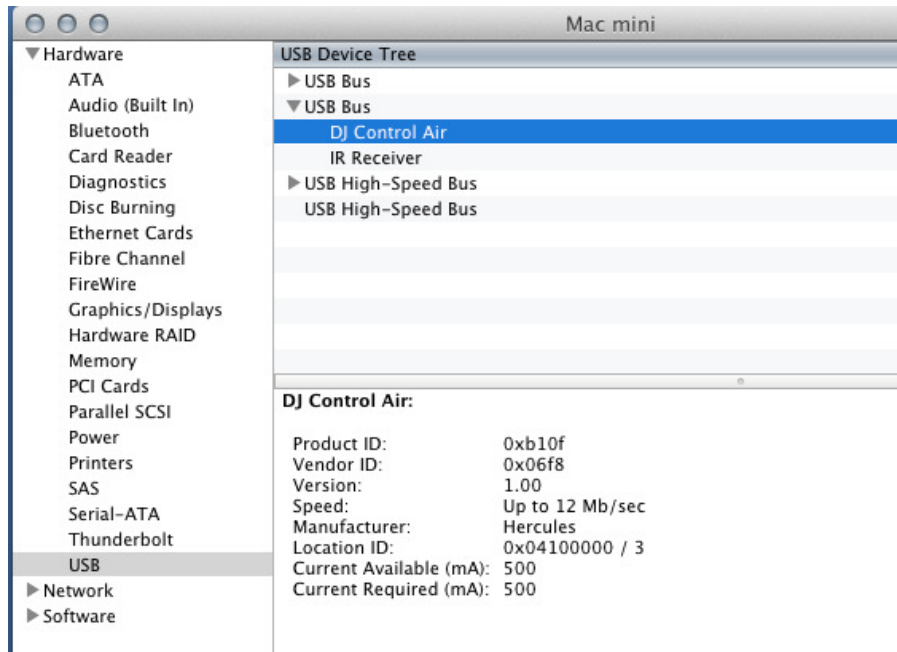 Mac mini
Hardware
ATA
Audio (Built In)
Bluetooth
Card Reader
Diagnostics
Disc Burning
Ethernet Cards
Fibre Channel
FireWire
Graphics/Displays
Hardware RAID
Memory
PCI Cards
Parallel SCSI
Power
Printers
SAS
Serial-ATA
Thunderbolt
USB
Network
Software
USB Device Tree
USB Bus
USB Bus
DJ Control Air
IR Receiver
USB High-Speed Bus
USB High-Speed Bus
DJ Control Air:
Product ID: 0xb10f
Vendor ID: 0x06f8
Version: 1.00
Speed: Up to 12 Mb/sec
Manufacturer: Hercules
Location ID: 0x04100000 / 3
Current Available (mA): 500
Current Required (mA): 500